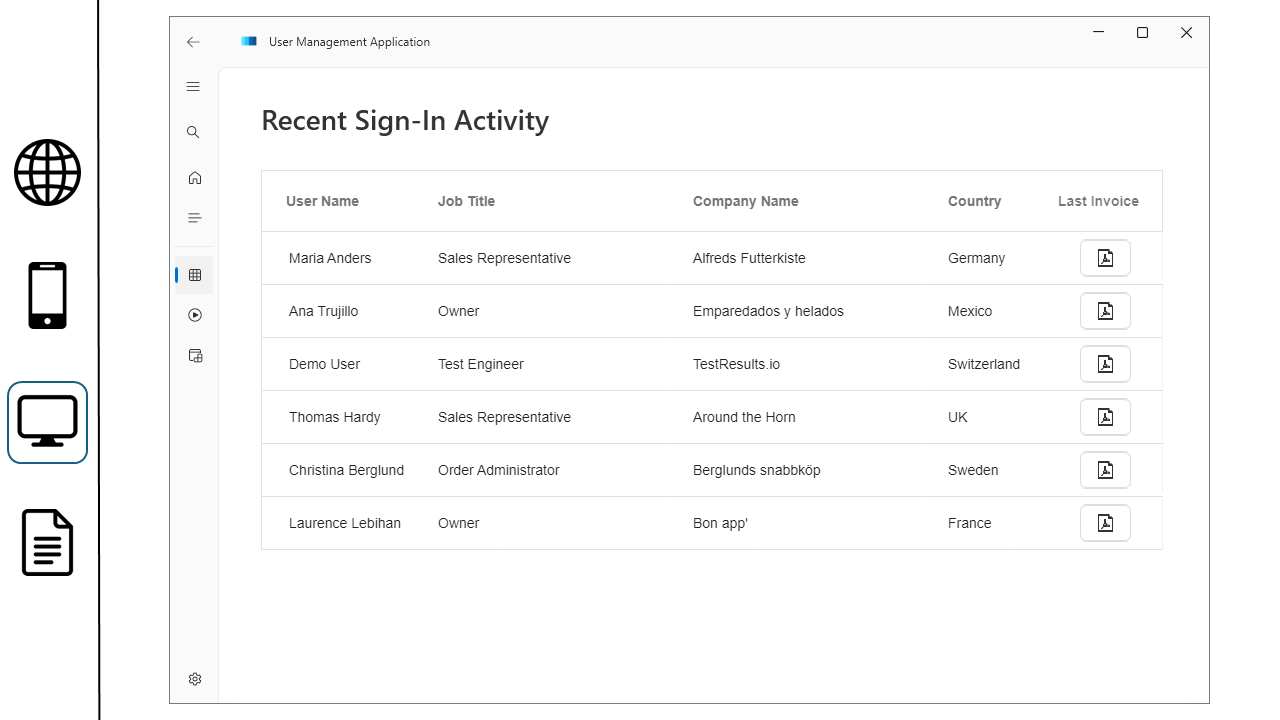 User Management Application
Recent Sign-In Activity
User Name Job Title Company Name Country Last Invoice
Maria Anders Sales Representative Alfreds Futterkiste Germany
Ana Trujillo Owner Emparedados y helados Mexico
Demo User Test Engineer TestResults.io Switzerland
Thomas Hardy Sales Representative Around the Horn UK
Christina Berglund Order Administrator Berglunds snabbköp Sweden
Laurence Lebihan Owner Bon app' France